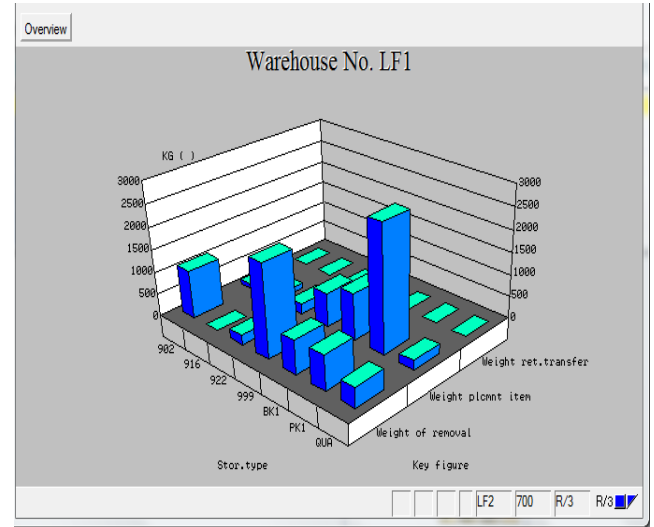 Overview
Warehouse No. LF1
KG ( )
3000
2500
2000
1500
1000
500
0
3000
2500
2000
1500
1000
500
0
902
916
922
999
BK1
PK1
QUA
Weight ret.transfer
Weight plcmnt item
Weight of removal
Stor.type
Key figure
LF2 700 R/3 R/3